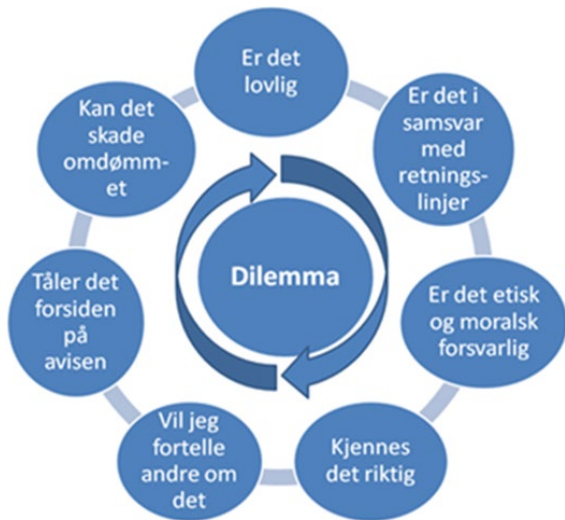 Er det
lovlig
Er det i
samsvar
med
retnings-
linjer
Er det etisk
og moralsk
forsvarlig
Kjennes
det riktig
Vil jeg
fortelle
andre om
det
Tåler det
forsiden
på
avisen
Kan det
skade
omdømm-
et
Dilemma